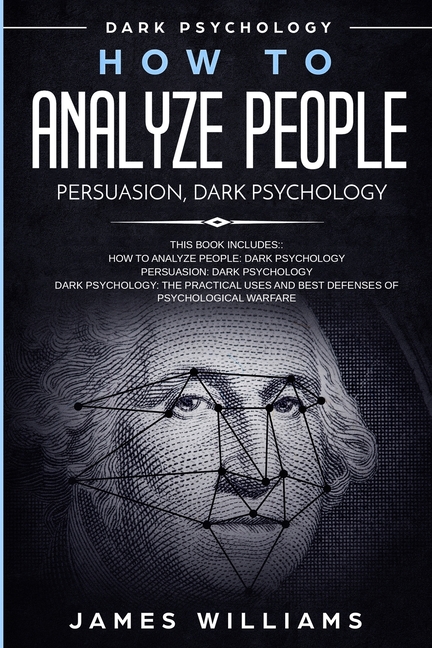 DARK PSYCHOLOGY
HOW TO
ANALYZE PEOPLE
PERSUASION, DARK PSYCHOLOGY
THIS BOOK INCLUDES::
HOW TO ANALYZE PEOPLE: DARK PSYCHOLOGY
PERSUASION: DARK PSYCHOLOGY
DARK PSYCHOLOGY: THE PRACTICAL USES AND BEST DEFENSES OF
PSYCHOLOGICAL WARFARE
JAMES WILLIAMS